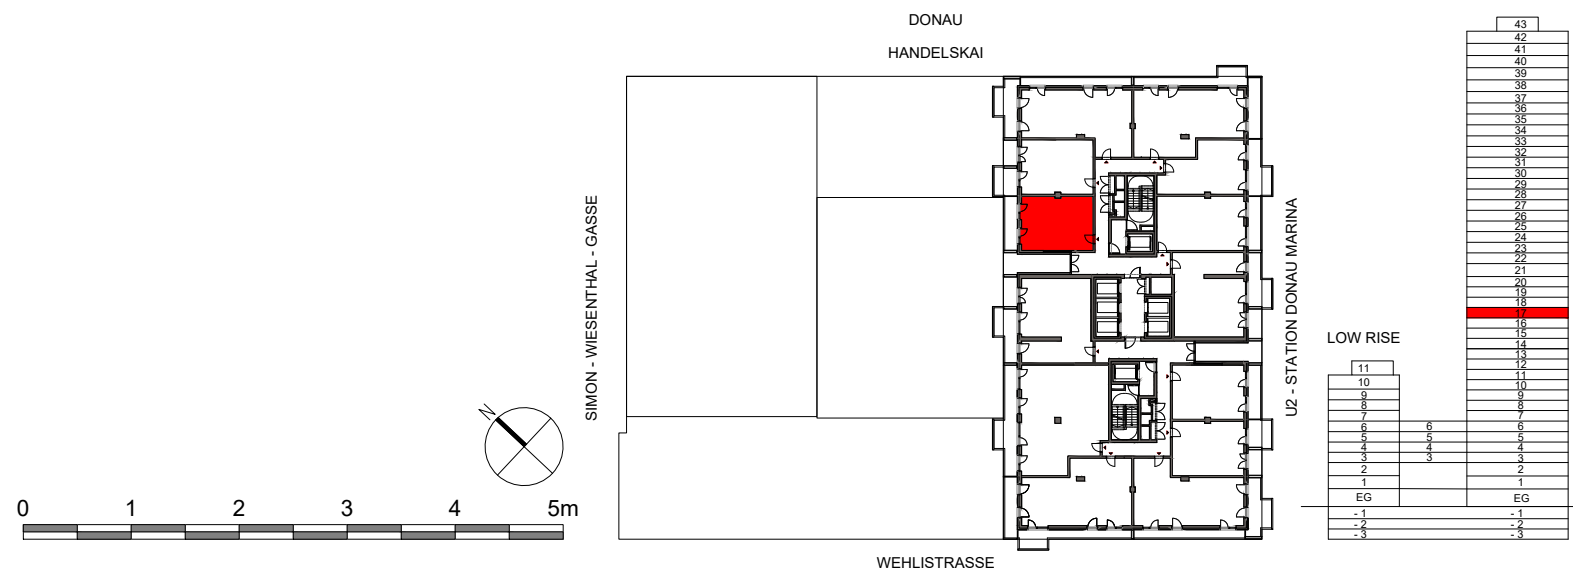 DONAU
HANDELSKAI
SIMON - WIESENTHAL - GASSE
U2 - STATION DONAU MARINA
WEHLISTRASSE
N
0 1 2 3 4 5m
LOW RISE
43
42
41
40
39
38
37
36
35
34
33
32
31
30
29
28
27
26
25
24
23
22
21
20
19
18
17
16
15
14
13
11 12
11
10 10
9 9
8 8
7 7
6 6 6
5 5 5
4 4 4
3 3 3
2 2
1 1
EG EG
- 1 - 1
- 2 - 2
- 3 - 3